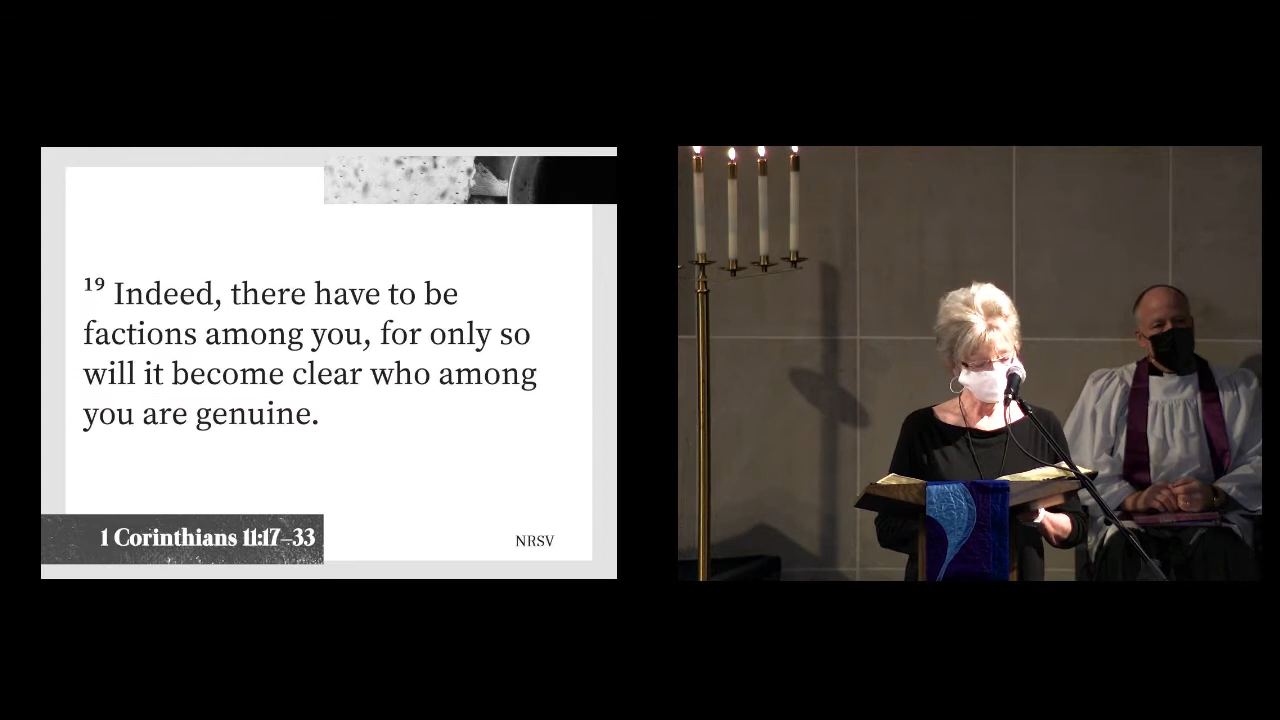 ¹⁹ Indeed, there have to be
factions among you, for only so
will it become clear who among
you are genuine.
1 Corinthians 11:17–33
NRSV